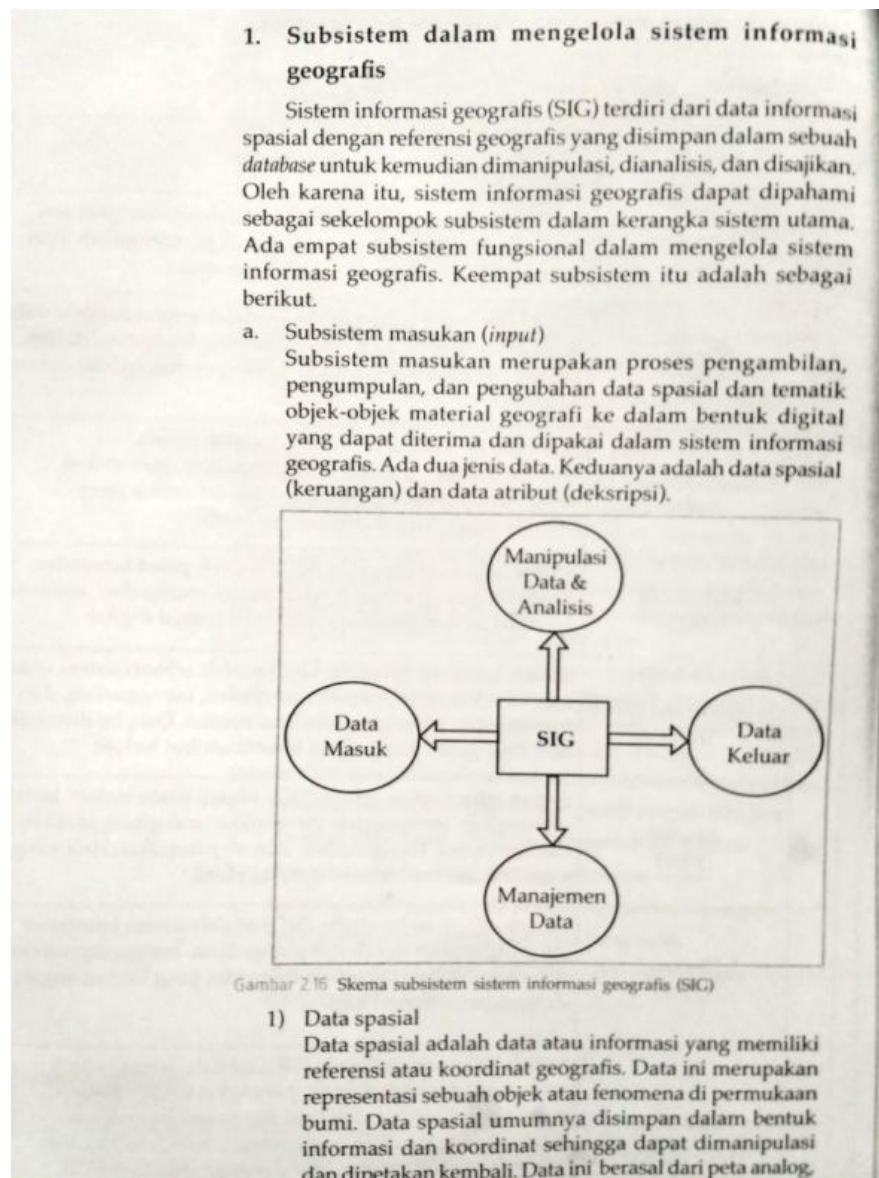 1. Subsistem dalam mengelola sistem informasi
geografis
Sistem informasi geografis (SIG) terdiri dari data informasi
spasial dengan referensi geografis yang disimpan dalam sebuah
database untuk kemudian dimanipulasi, dianalisis, dan disajikan.
Oleh karena itu, sistem informasi geografis dapat dipahami
sebagai sekelompok subsistem dalam kerangka sistem utama.
Ada empat subsistem fungsional dalam mengelola sistem
informasi geografis. Keempat subsistem itu adalah sebagai
berikut.
a. Subsistem masukan (input)
Subsistem masukan merupakan proses pengambilan,
pengumpulan, dan pengubahan data spasial dan tematik
objek-objek material geografi ke dalam bentuk digital
yang dapat diterima dan dipakai dalam sistem informasi
geografis. Ada dua jenis data. Keduanya adalah data spasial
(keruangan) dan data atribut (deksripsi).
Manipulasi
Data &
Analisis
Data
Masuk
SIG
Data
Keluar
Manajemen
Data
Gambar 2.16 Skema subsistem sistem informasi geografis (SIG)
1) Data spasial
Data spasial adalah data atau informasi yang memiliki
referensi atau koordinat geografis. Data ini merupakan
representasi sebuah objek atau fenomena di permukaan
bumi. Data spasial umumnya disimpan dalam bentuk
informasi dan koordinat sehingga dapat dimanipulasi
dan dipetakan kembali. Data ini berasal dari peta analog,